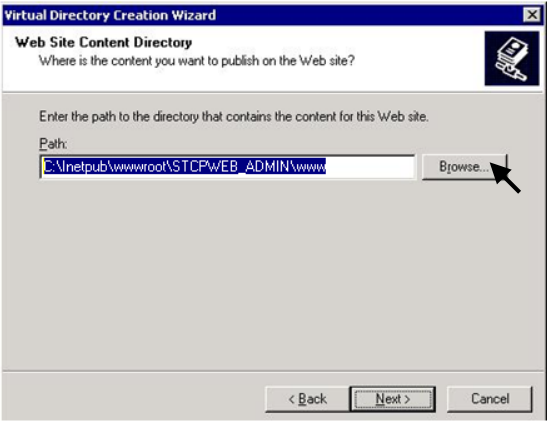 Virtual Directory Creation Wizard
Web Site Content Directory
Where is the content you want to publish on the Web site?
Enter the path to the directory that contains the content for this Web site.
Path:
C:\Inetpub\wwwroot\STCPWEB_ADMIN\www
Browse...
< Back
Next >
Cancel